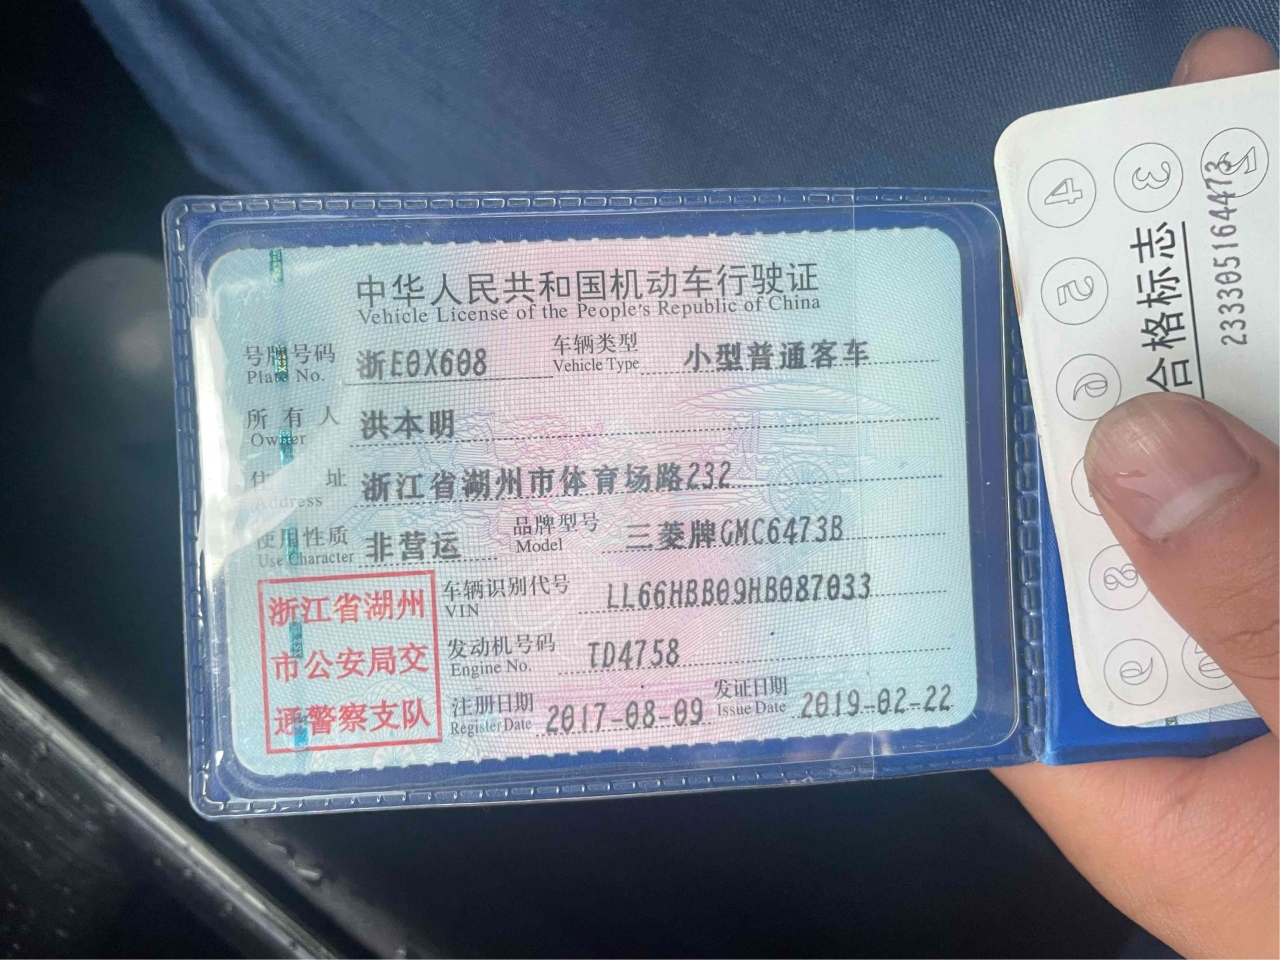 中华人民共和国机动车行驶证
Vehicle License of the People's Republic of China
号牌号码 浙E0X608 车辆类型 小型普通客车
Plate No. Vehicle Type
所有人 洪本明
Owner
住址 浙江省湖州市体育场路232
Address
使用性质 非营运 品牌型号 三菱牌GMC6473B
Use Character Model
浙江省湖州
市公安局交
通警察支队
车辆识别代号 LL66HBB09HB087033
VIN
发动机号码 TD4758
Engine No.
注册日期 2017-08-09 发证日期 2019-02-22
Register Date Issue Date
合格标志
233305164473
3
4
5
2
8